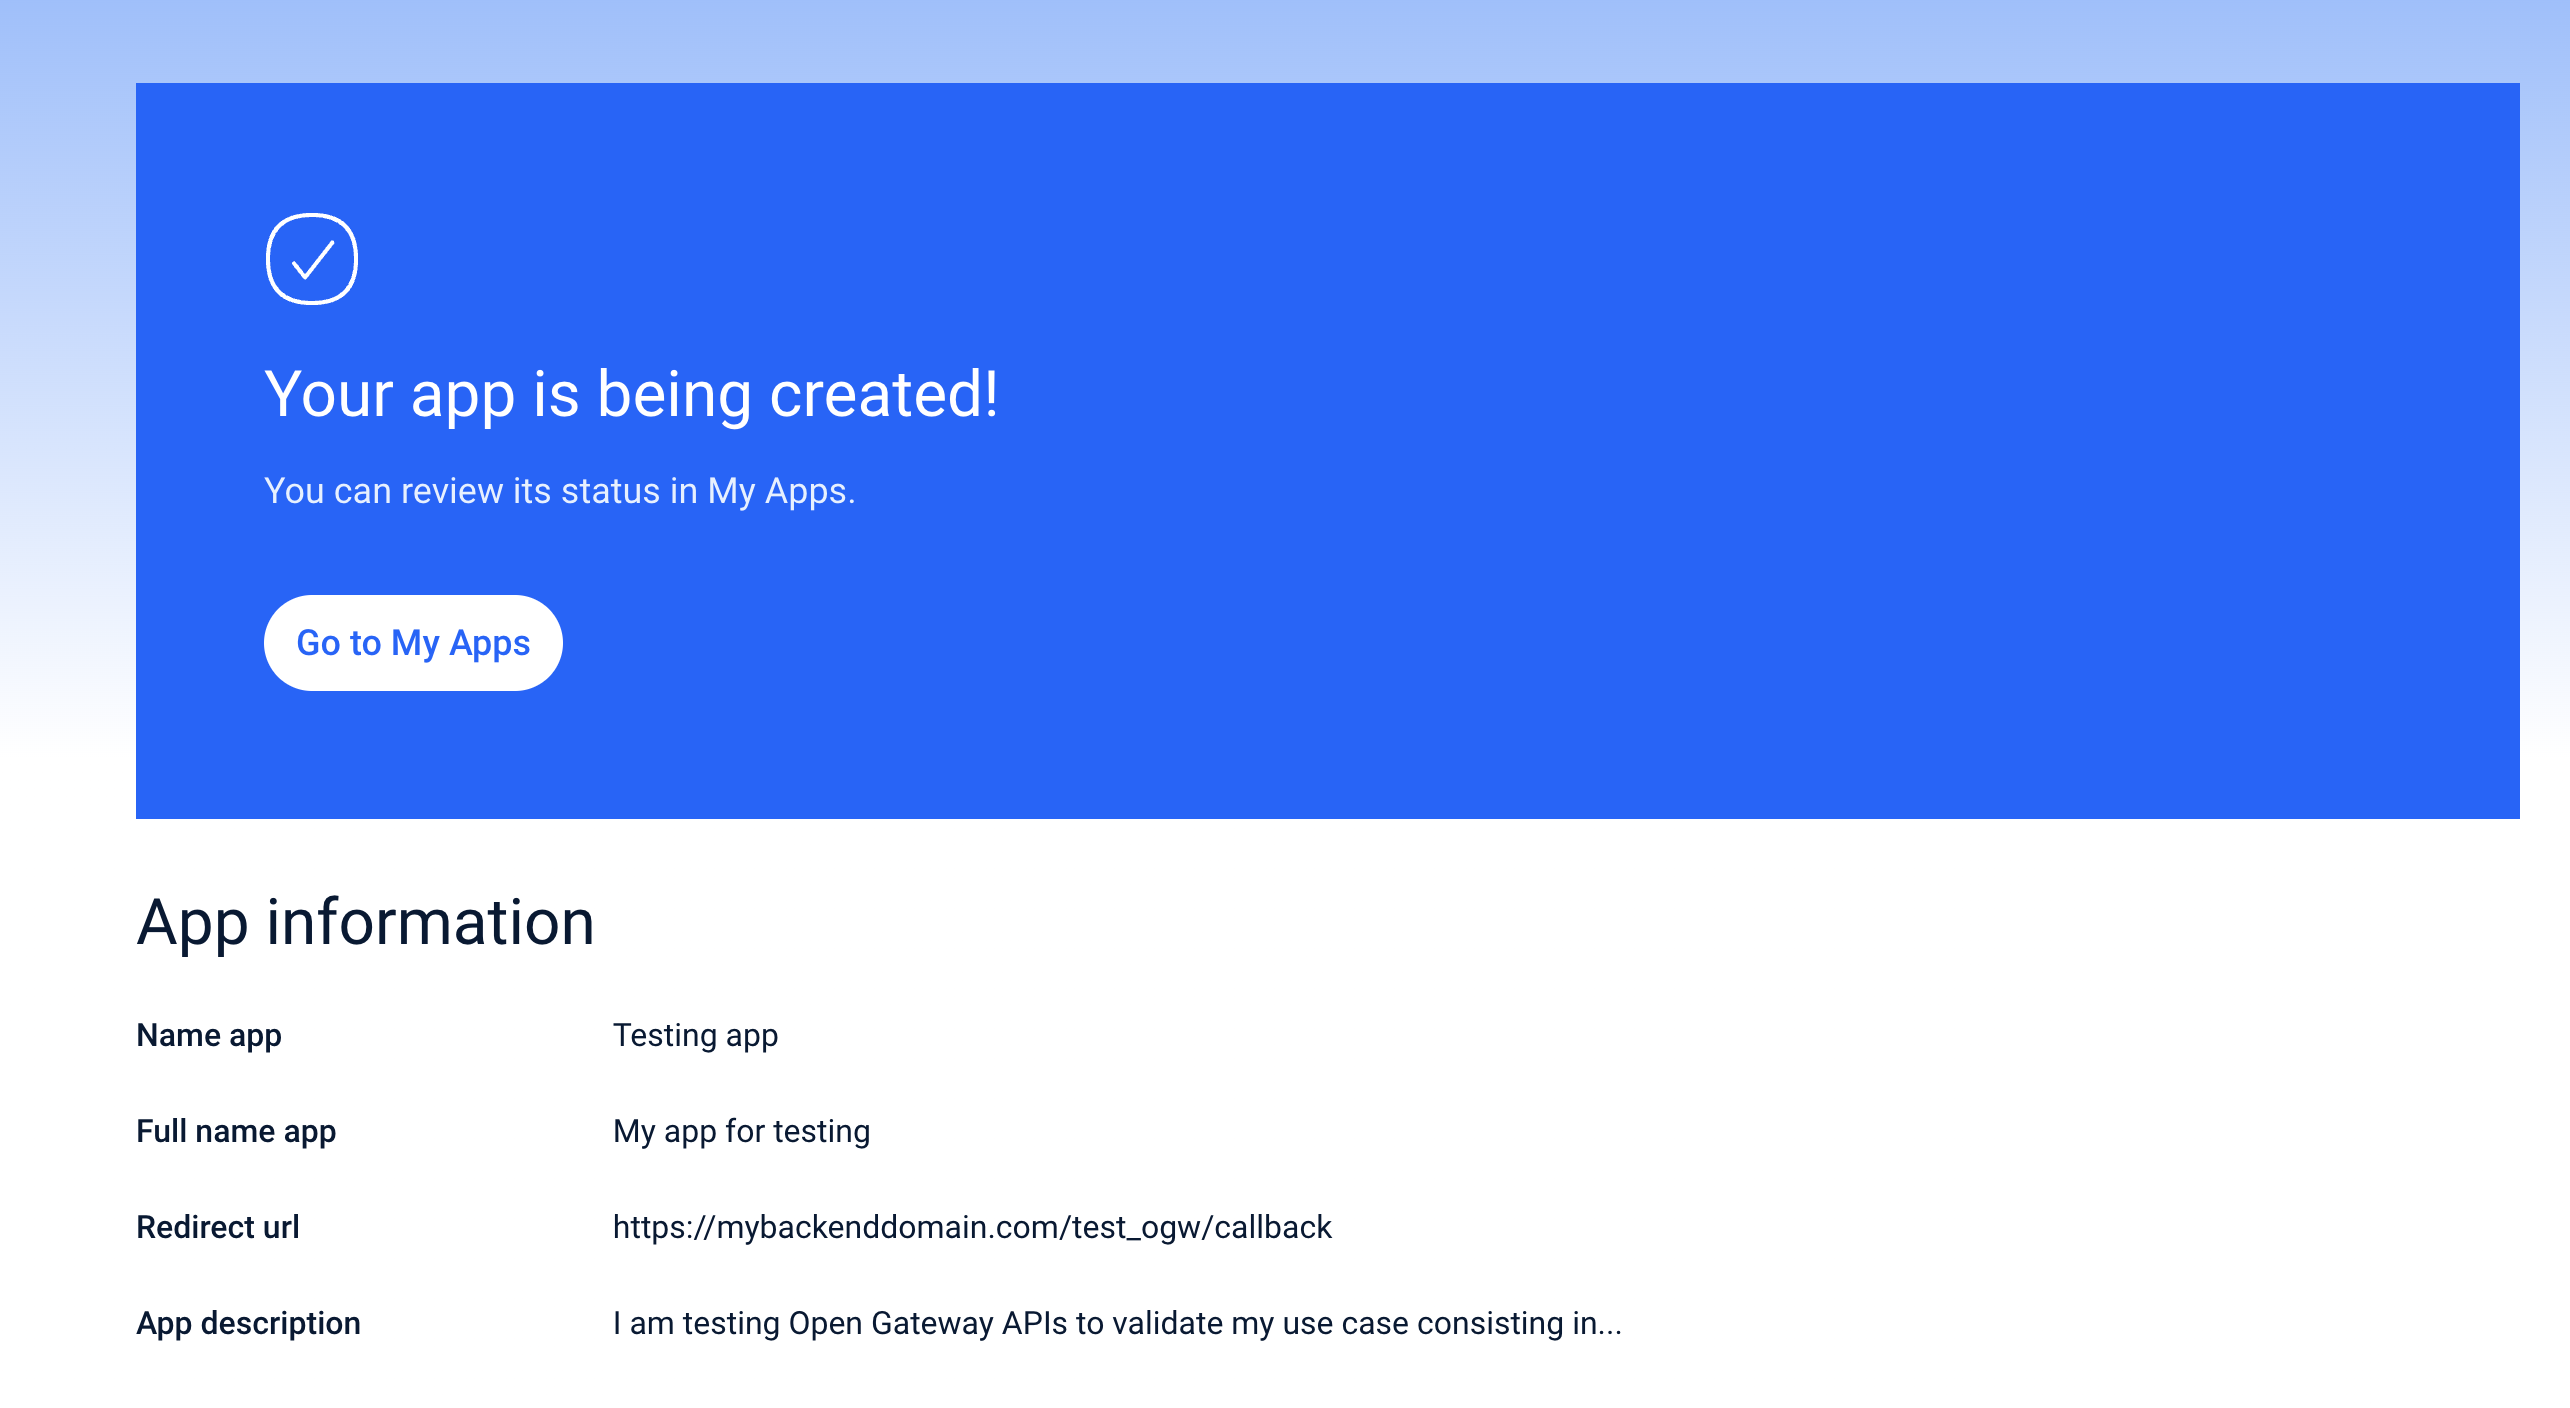 Your app is being created!
You can review its status in My Apps.
Go to My Apps
App information
Name app Testing app
Full name app My app for testing
Redirect url https://mybackenddomain.com/test_ogw/callback
App description I am testing Open Gateway APIs to validate my use case consisting in...